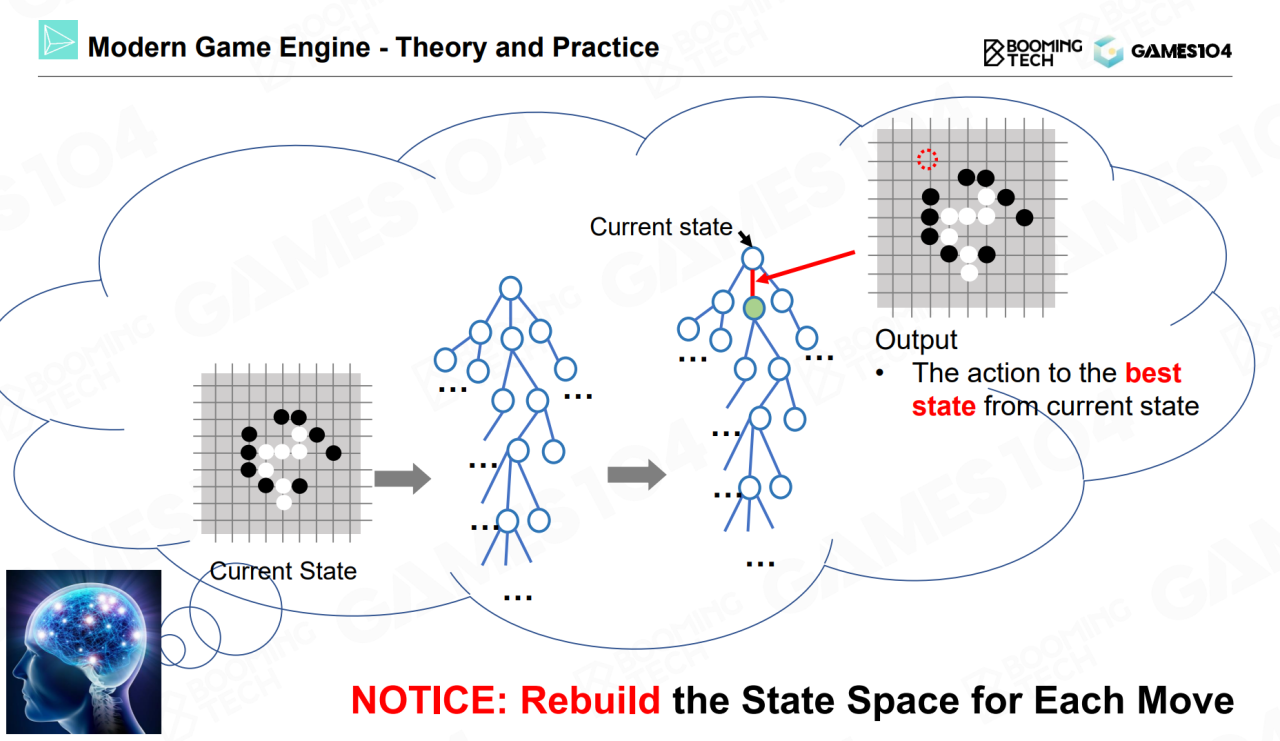 Modern Game Engine - Theory and Practice
BOOMING
TECH
GAMES104
Current state
Output
• The action to the best
state from current state
...
...
...
...
...
...
...
...
...
...
Current State
NOTICE: Rebuild the State Space for Each Move